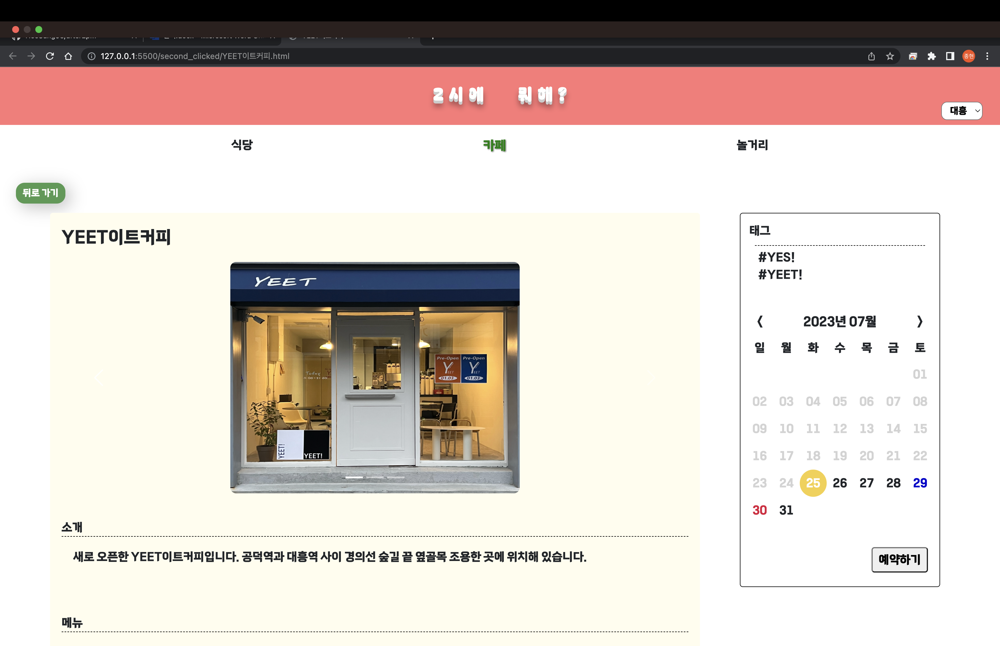 127.0.0.1:5500/second_clicked/YEET이트커피.html
종현
2시에 뭐해?
대흥
식당 카페 놀거리
뒤로 가기
YEET이트커피
YEET
Today
11:00-21:00
Pre-Open Pre-Open
YEET YEET
01.03 01.03
YEET!
YEET!
소개
새로 오픈한 YEET이트커피입니다. 공덕역과 대흥역 사이 경의선 숲길 끝 옆골목 조용한 곳에 위치해 있습니다.
메뉴
태그
#YES!
#YEET!
❬ 2023년 07월 ❭
일 월 화 수 목 금 토
01
02 03 04 05 06 07 08
09 10 11 12 13 14 15
16 17 18 19 20 21 22
23 24 25 26 27 28 29
30 31
예약하기